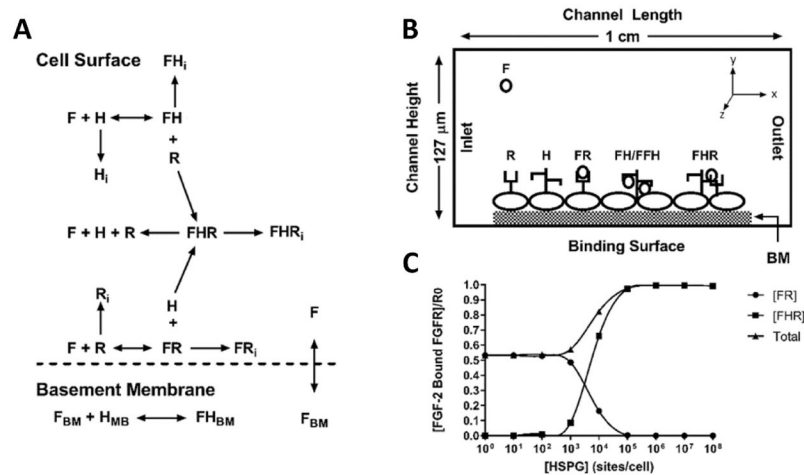 A
Cell Surface
FHi
F + H ↔ FH
+
Hi
R
F + H + R ← FHR → FHRi
Ri
H
+
F
F + R ↔ FR → FRi
Basement Membrane
FBM + HMB ↔ FHBM
FBM
B
Channel Length
1 cm
Channel Height
127 μm
Inlet
Outlet
F
y
x
z
R H FR FH/FFH FHR
Binding Surface
BM
C
[FGF-2 Bound FGFR]/R0
1.0
0.9
0.8
0.7
0.6
0.5
0.4
0.3
0.2
0.1
0.0
10⁰ 10¹ 10² 10³ 10⁴ 10⁵ 10⁶ 10⁷ 10⁸
[HSPG] (sites/cell)
[FR]
[FHR]
Total